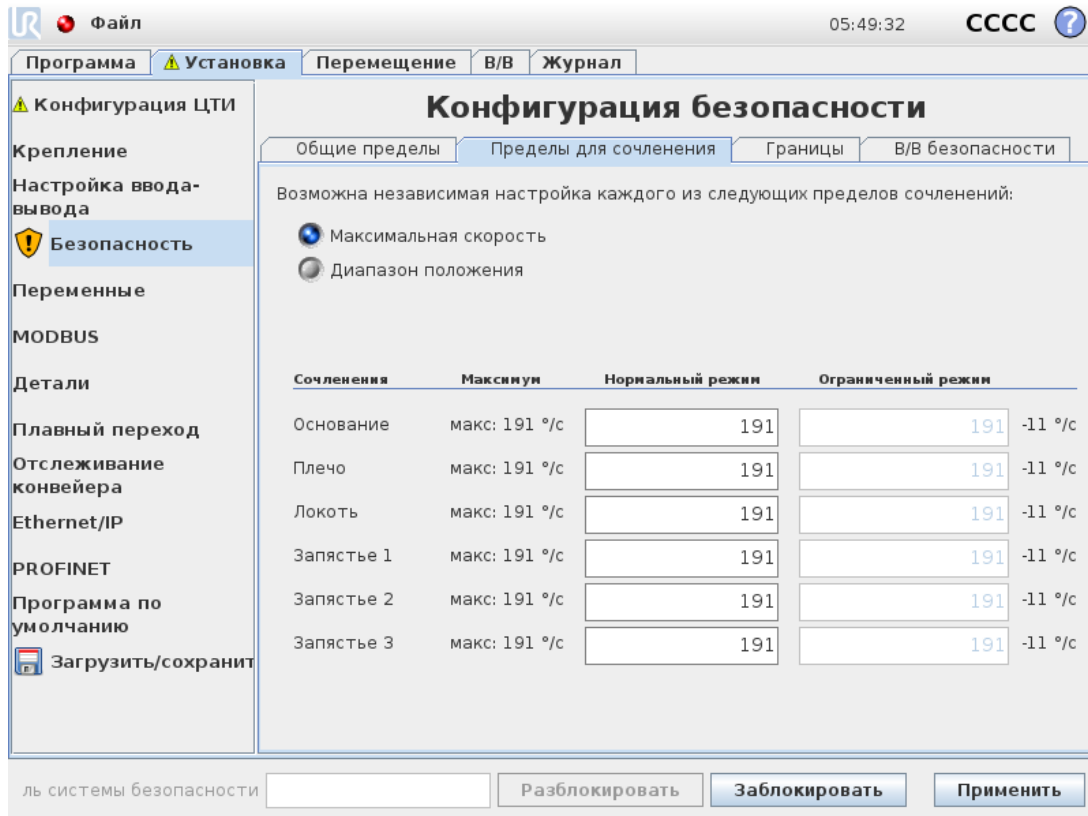 UR Файл 05:49:32 CCCC ?
Программа Установка Перемещение В/В Журнал
Конфигурация ЦТИ
Крепление
Настройка ввода-
вывода
Безопасность
Переменные
MODBUS
Детали
Плавный переход
Отслеживание
конвейера
Ethernet/IP
PROFINET
Программа по
умолчанию
Загрузить/сохранит
Конфигурация безопасности
Общие пределы Пределы для сочленения Границы В/В безопасности
Возможна независимая настройка каждого из следующих пределов сочленений:
Максимальная скорость
Диапазон положения
Сочленения Максимум Нормальный режим Ограниченный режим
Основание макс: 191 °/с 191 191 -11 °/с
Плечо макс: 191 °/с 191 191 -11 °/с
Локоть макс: 191 °/с 191 191 -11 °/с
Запястье 1 макс: 191 °/с 191 191 -11 °/с
Запястье 2 макс: 191 °/с 191 191 -11 °/с
Запястье 3 макс: 191 °/с 191 191 -11 °/с
ль системы безопасности Разблокировать Заблокировать Применить